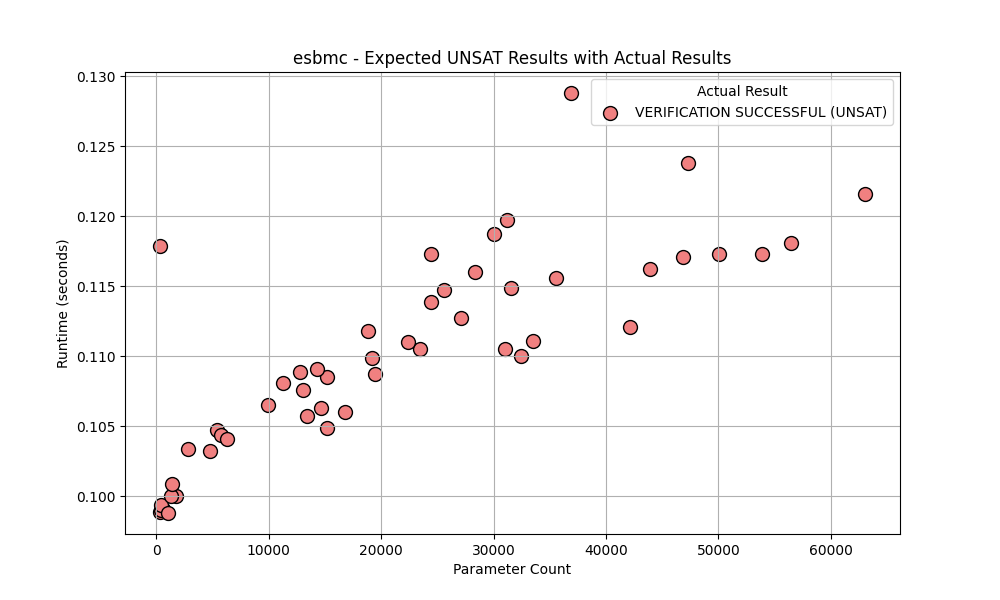 esbmc - Expected UNSAT Results with Actual Results
0.130
0.125
0.120
0.115
0.110
0.105
0.100
Runtime (seconds)
Actual Result
VERIFICATION SUCCESSFUL (UNSAT)
0 10000 20000 30000 40000 50000 60000
Parameter Count